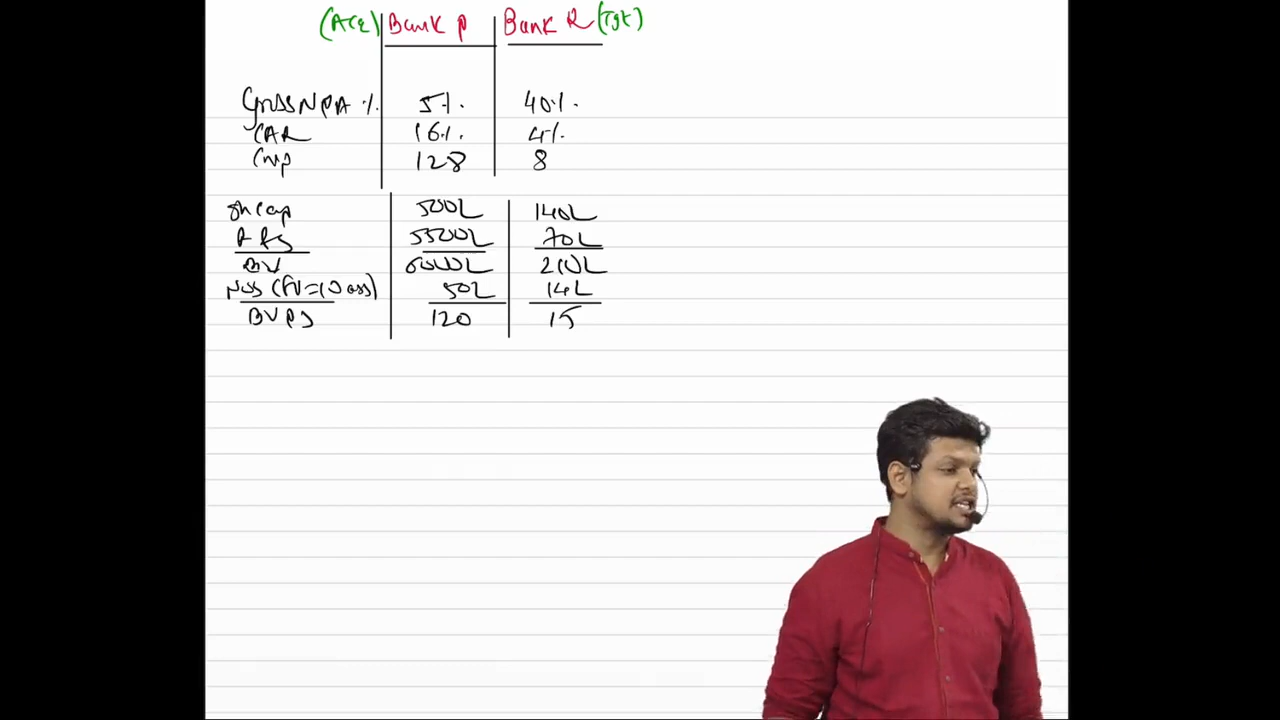 (Acq) Bank P Bank R (Tgt)
Gross NPA % 5% 40%
CAR 16% 4%
CMP 128 8
Sh Cap 500L 140L
R & S 5500L 70L
BV 6000L 210L
NOS (FV=10 ass) 50L 14L
BVPS 120 15